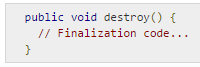 public void destroy() {
// Finalization code...
}